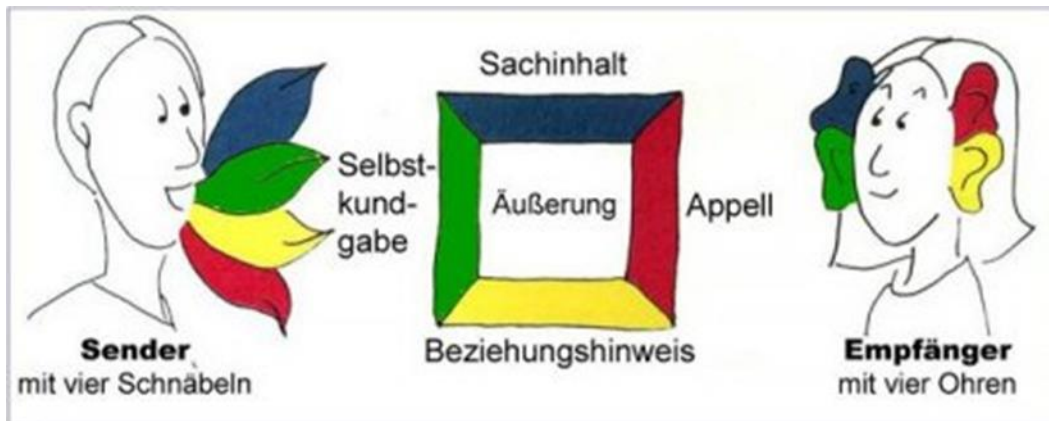 Sachinhalt
Selbst-
kund-
gabe
Äußerung
Appell
Beziehungshinweis
Sender
mit vier Schnäbeln
Empfänger
mit vier Ohren